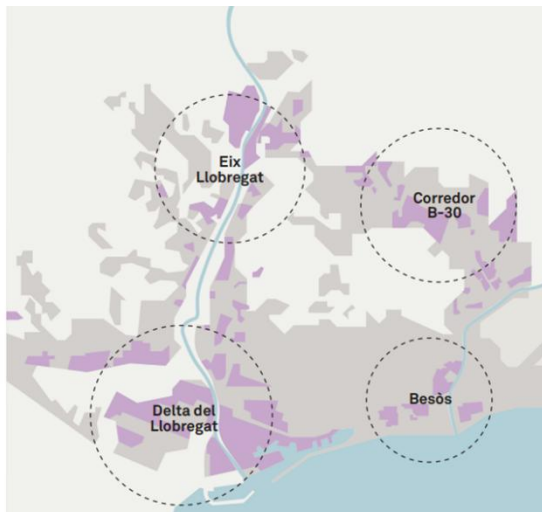 Eix
Llobregat
Corredor
B-30
Delta del
Llobregat
Besòs